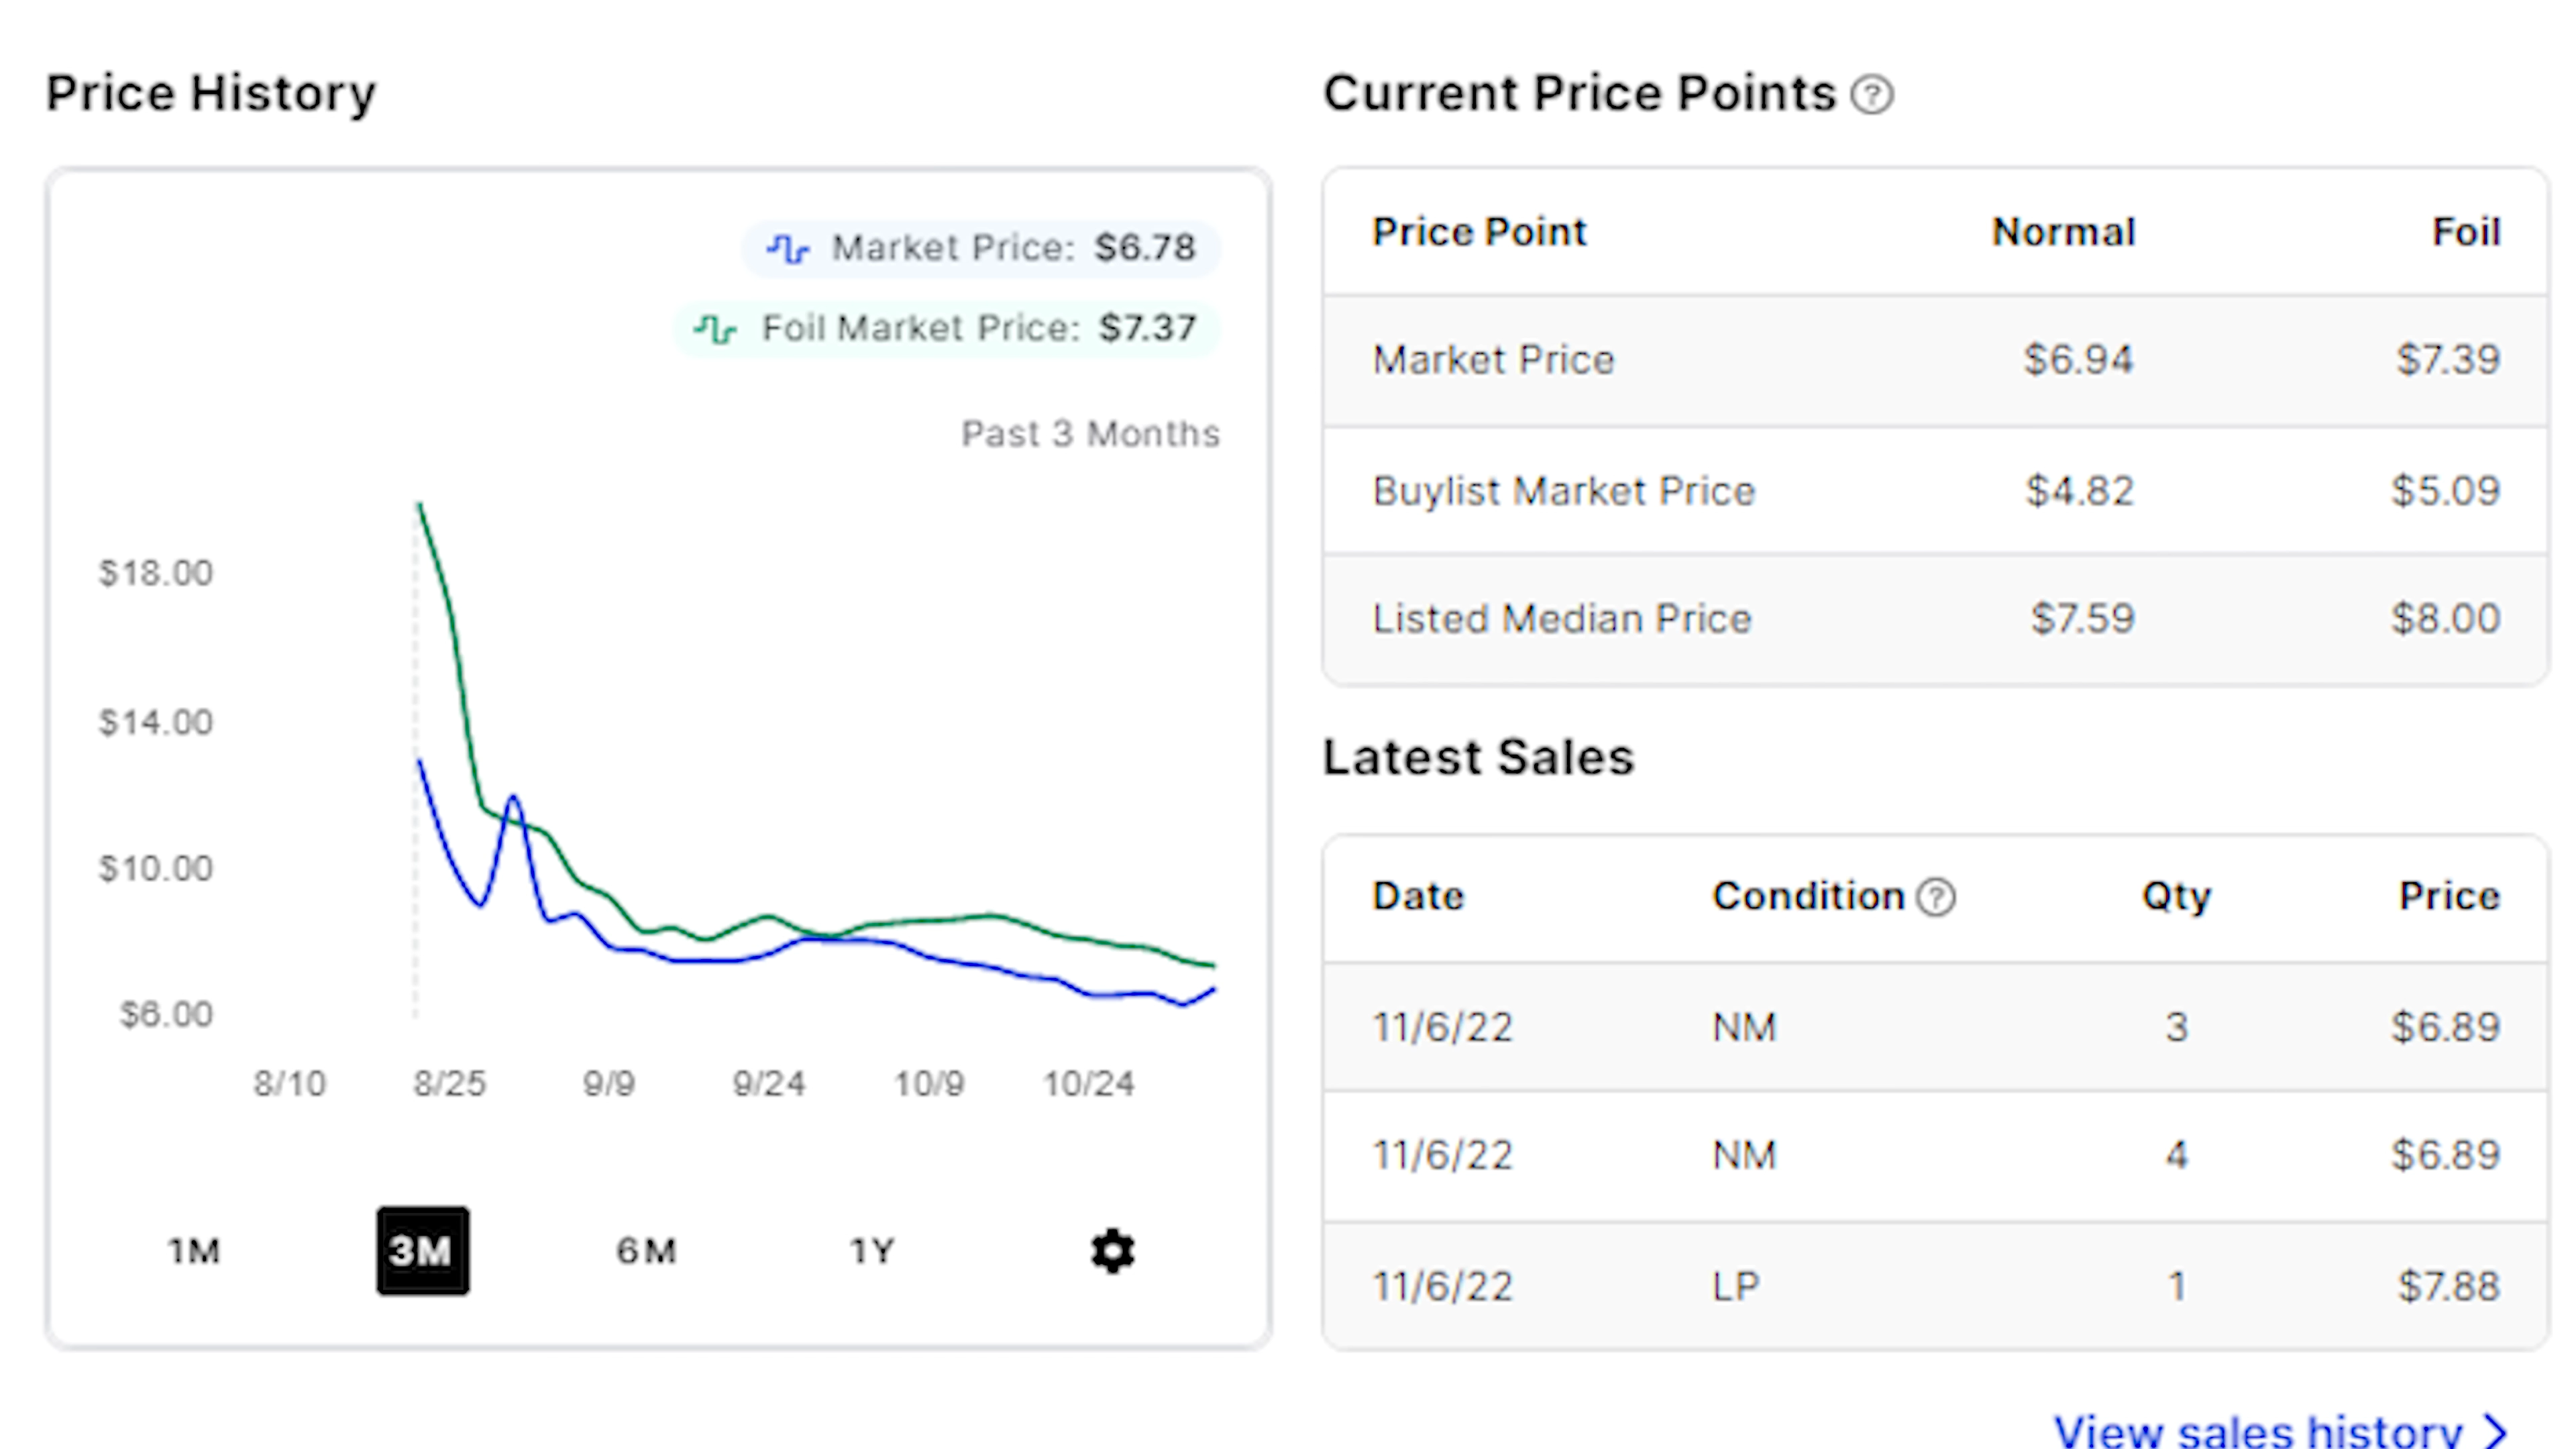 Price History
Market Price: $6.78
Foil Market Price: $7.37
Past 3 Months
$18.00
$14.00
$10.00
$6.00
8/10 8/25 9/9 9/24 10/9 10/24
1M 3M 6M 1Y
Current Price Points ?
Price Point Normal Foil
Market Price $6.94 $7.39
Buylist Market Price $4.82 $5.09
Listed Median Price $7.59 $8.00
Latest Sales
Date Condition ? Qty Price
11/6/22 NM 3 $6.89
11/6/22 NM 4 $6.89
11/6/22 LP 1 $7.88
View sales history